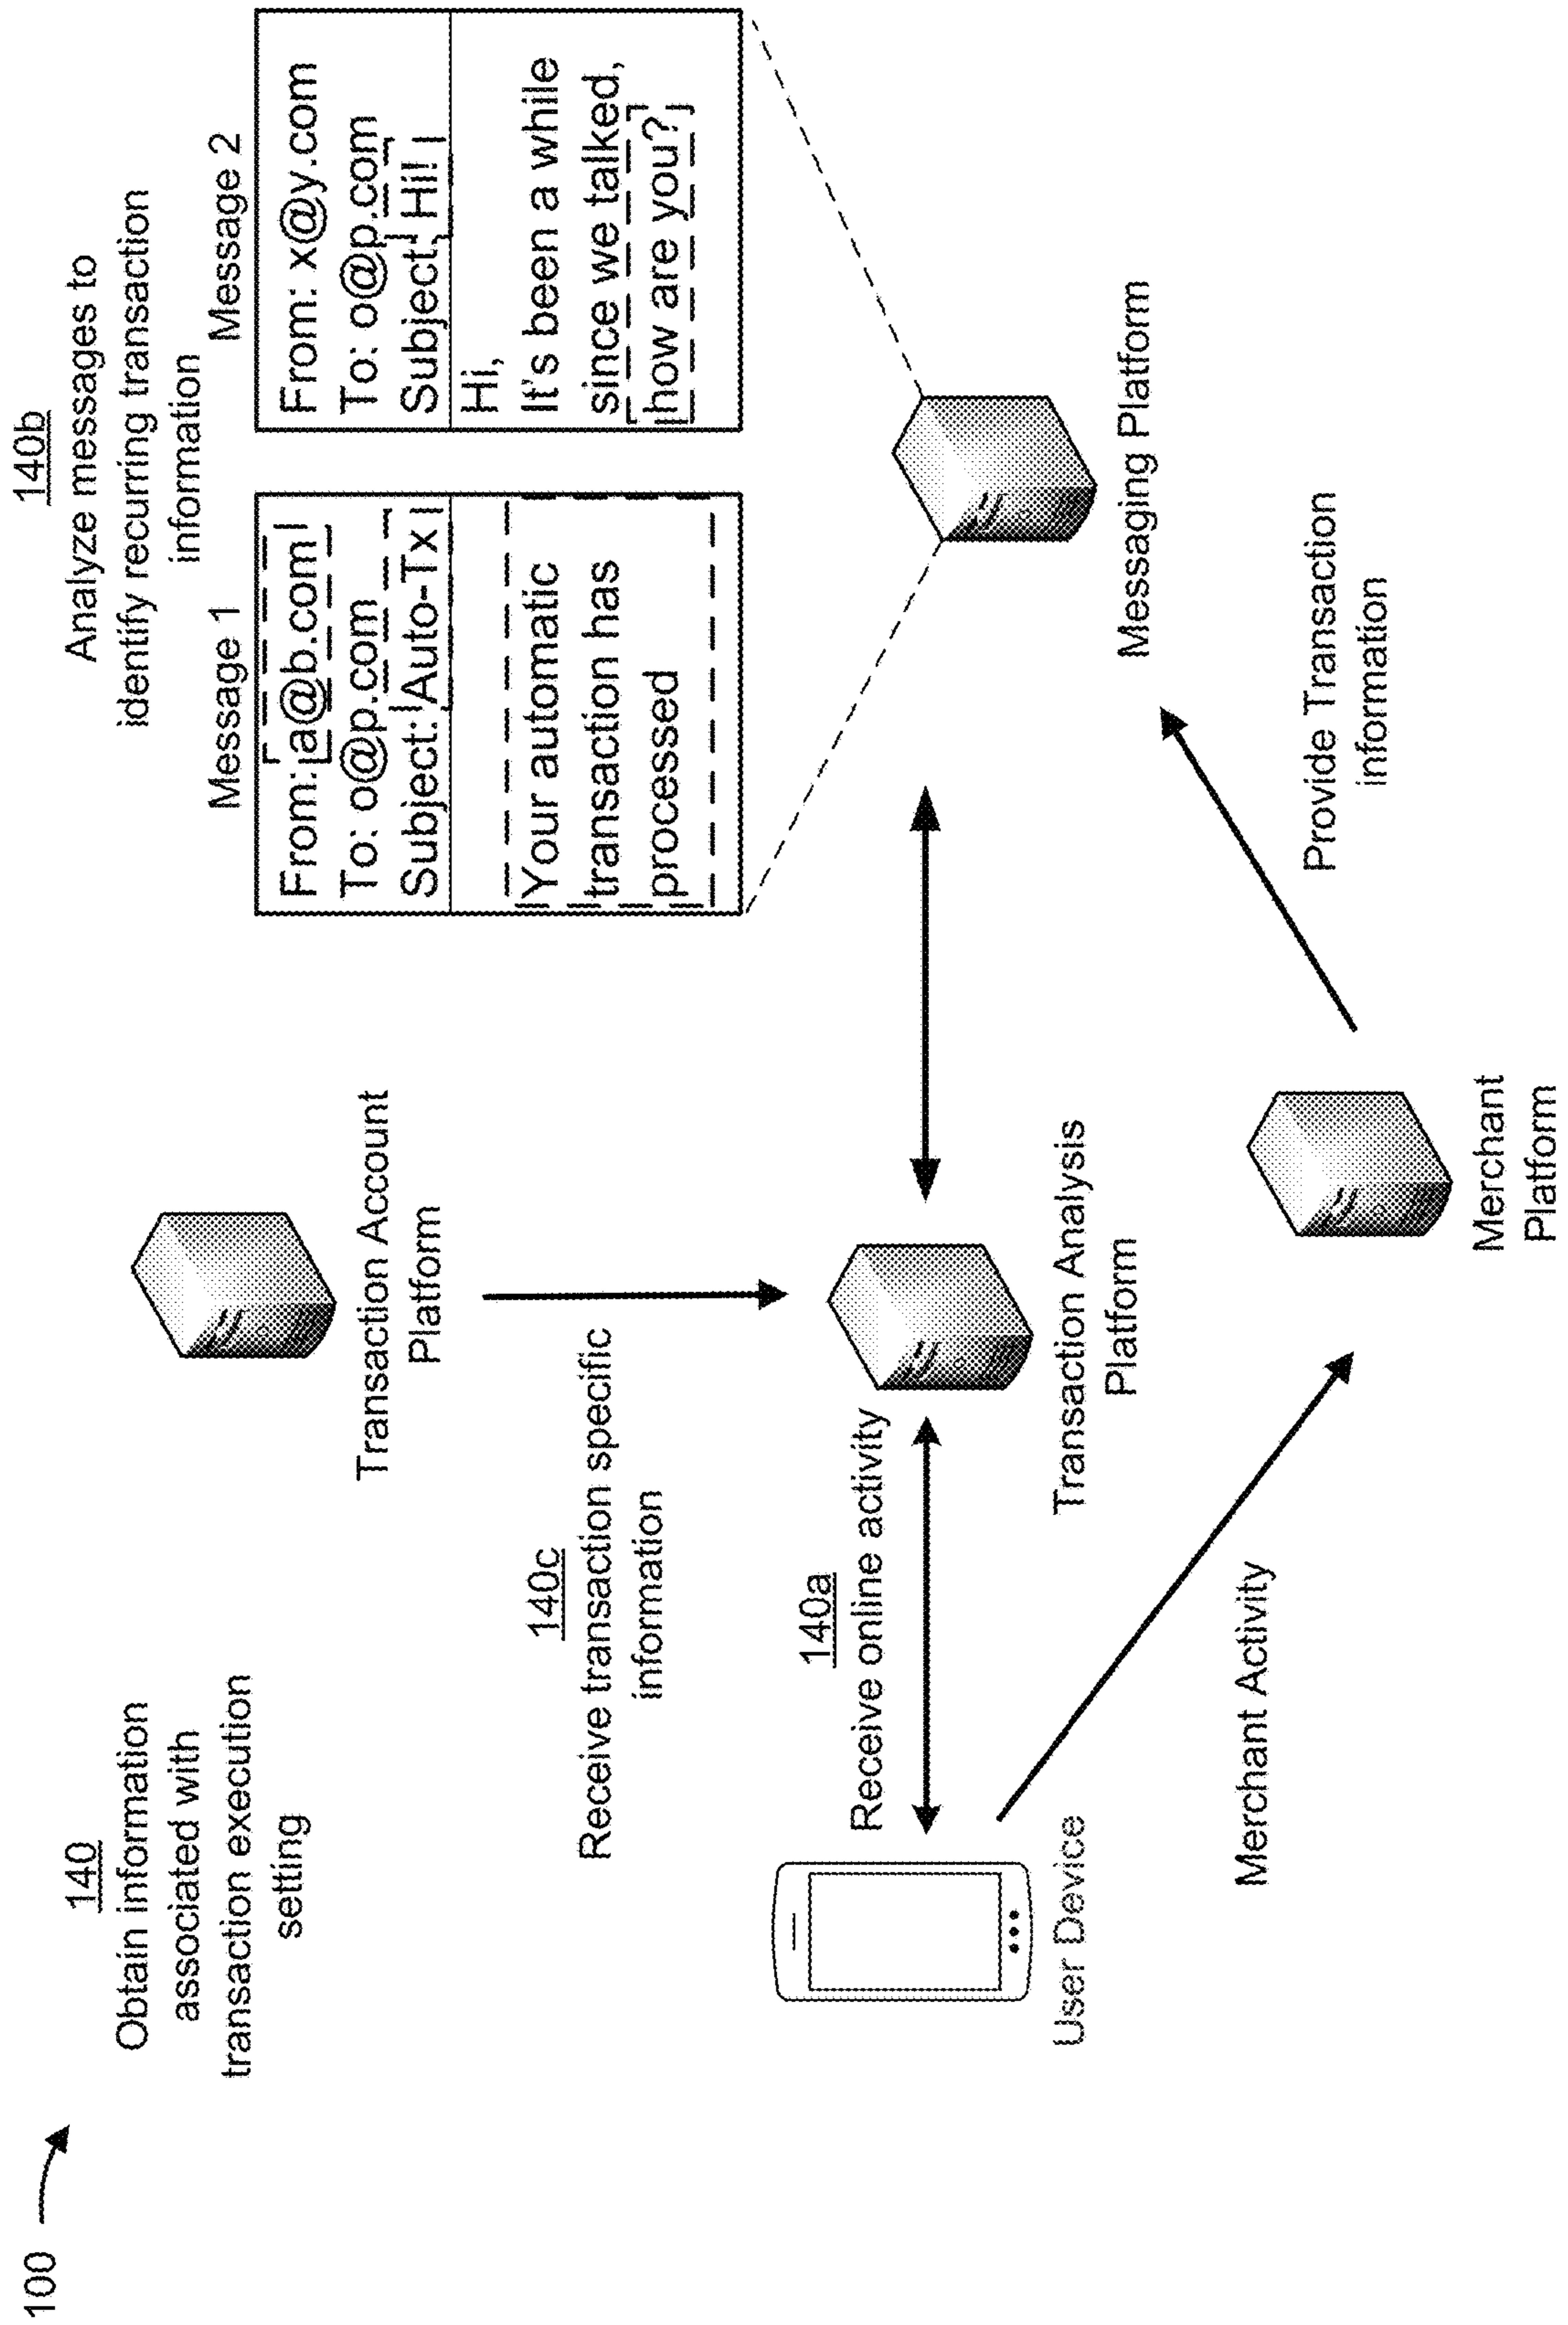 100
140
Obtain information
associated with
transaction execution
setting
Transaction Account
Platform
140b
Analyze messages to
identify recurring transaction
information
Message 1
From: a@b.com
To: o@p.com
Subject: Auto-Tx
Your automatic
transaction has
processed
Message 2
From: x@y.com
To: o@p.com
Subject: Hi!
Hi,
It's been a while
since we talked,
how are you?
140c
Receive transaction specific
information
140a
Receive online activity
User Device
Transaction Analysis
Platform
Messaging Platform
Merchant Activity
Provide Transaction
information
Merchant
Platform